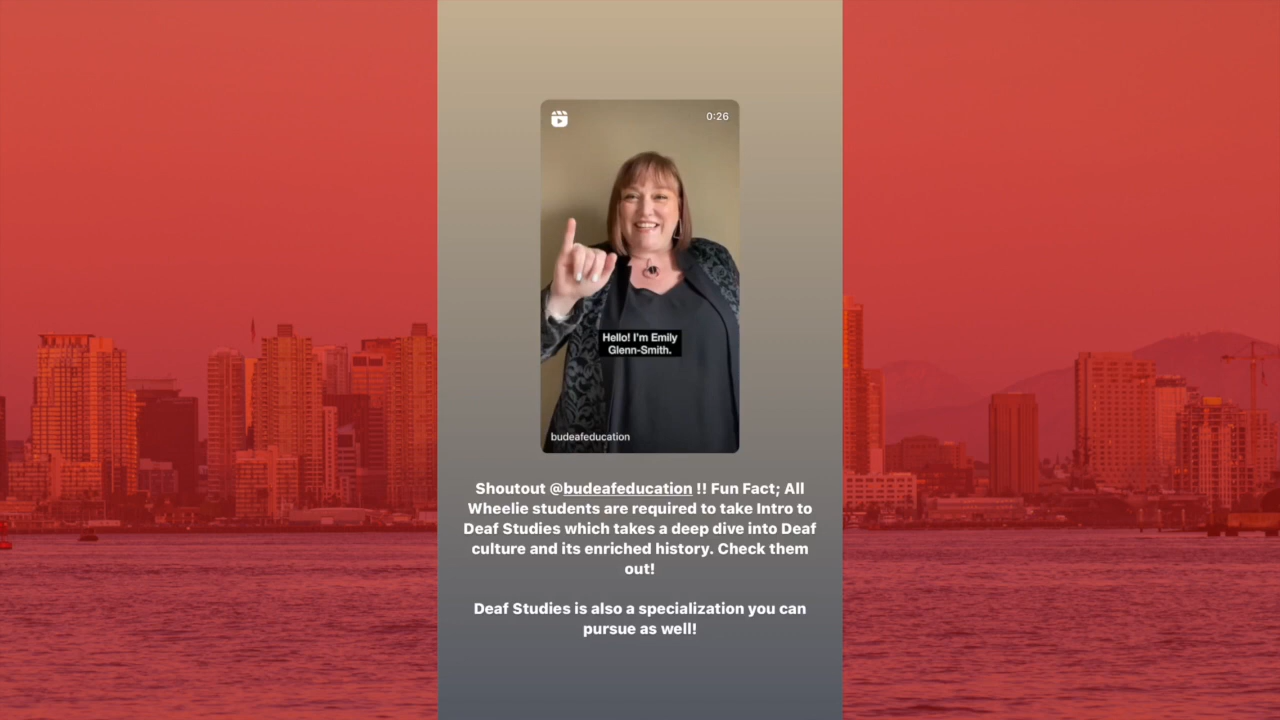 0:26
Hello! I'm Emily
Glenn-Smith.
budeafeducation
Shoutout @budeafeducation !! Fun Fact; All
Wheelie students are required to take Intro to
Deaf Studies which takes a deep dive into Deaf
culture and its enriched history. Check them
out!
Deaf Studies is also a specialization you can
pursue as well!